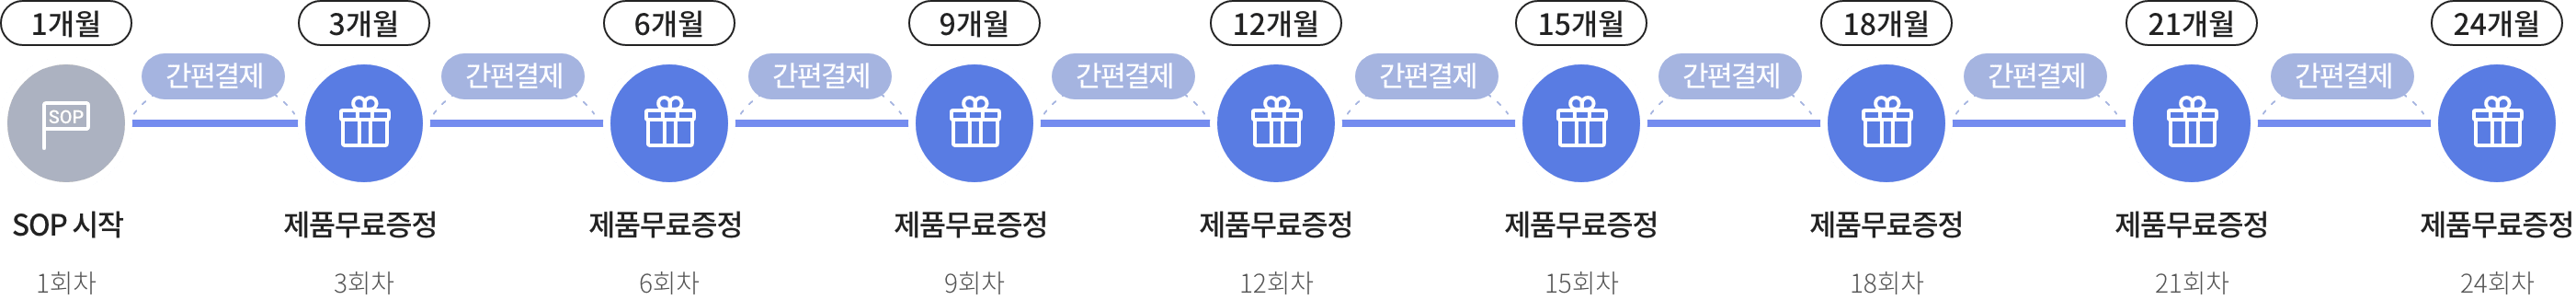 1개월 3개월 6개월 9개월 12개월 15개월 18개월 21개월 24개월
간편결제 간편결제 간편결제 간편결제 간편결제 간편결제 간편결제 간편결제
SOP
SOP 시작 제품무료증정 제품무료증정 제품무료증정 제품무료증정 제품무료증정 제품무료증정 제품무료증정 제품무료증정
1회차 3회차 6회차 9회차 12회차 15회차 18회차 21회차 24회차